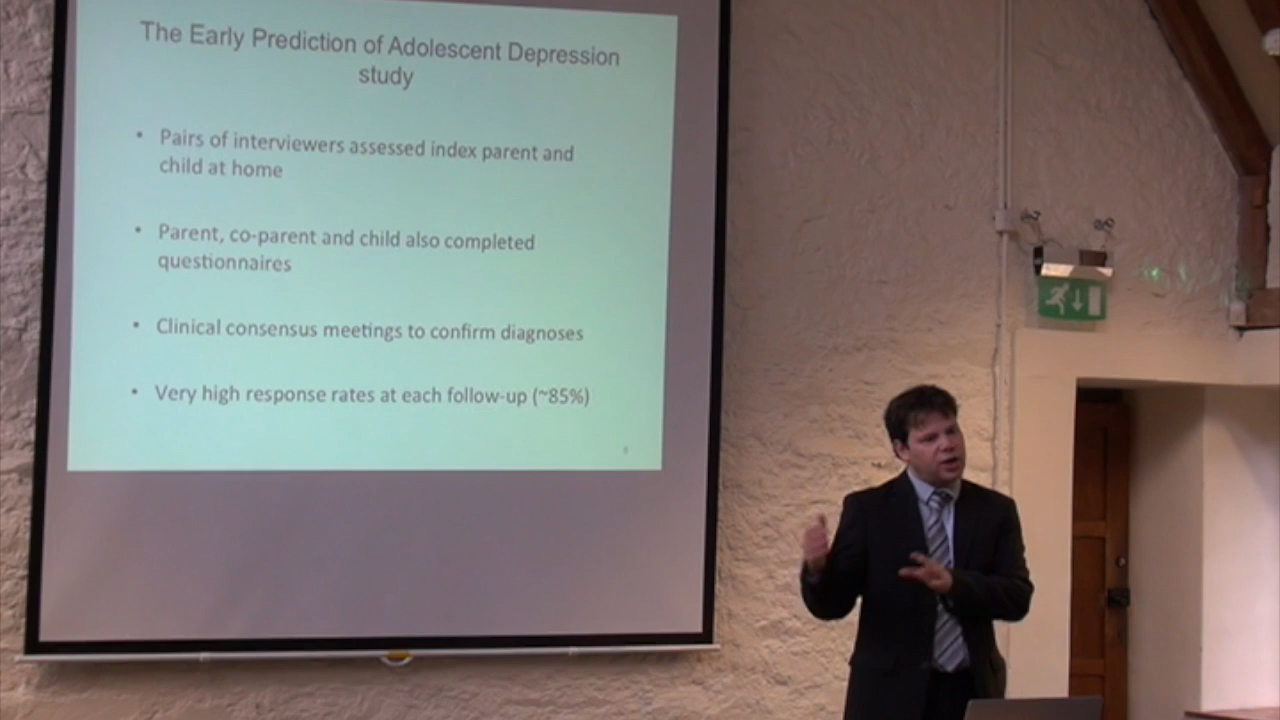 The Early Prediction of Adolescent Depression
study
• Pairs of interviewers assessed index parent and
child at home
• Parent, co-parent and child also completed
questionnaires
• Clinical consensus meetings to confirm diagnoses
• Very high response rates at each follow-up (~85%)